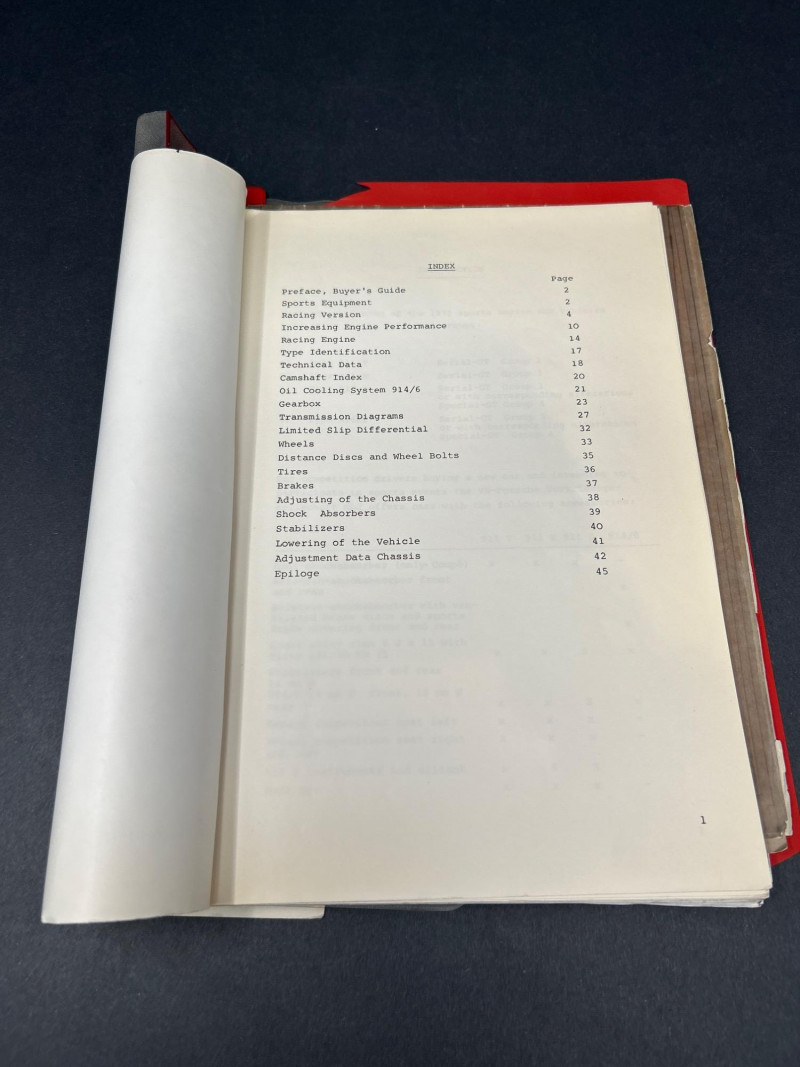 INDEX
Page
Preface, Buyer's Guide 2
Sports Equipment 2
Racing Version 4
Increasing Engine Performance 10
Racing Engine 14
Type Identification 17
Technical Data 18
Camshaft Index 20
Oil Cooling System 914/6 21
Gearbox 23
Transmission Diagrams 27
Limited Slip Differential 32
Wheels 33
Distance Discs and Wheel Bolts 35
Tires 36
Brakes 37
Adjusting of the Chassis 38
Shock Absorbers 39
Stabilizers 40
Lowering of the Vehicle 41
Adjustment Data Chassis 42
Epiloge 45
1